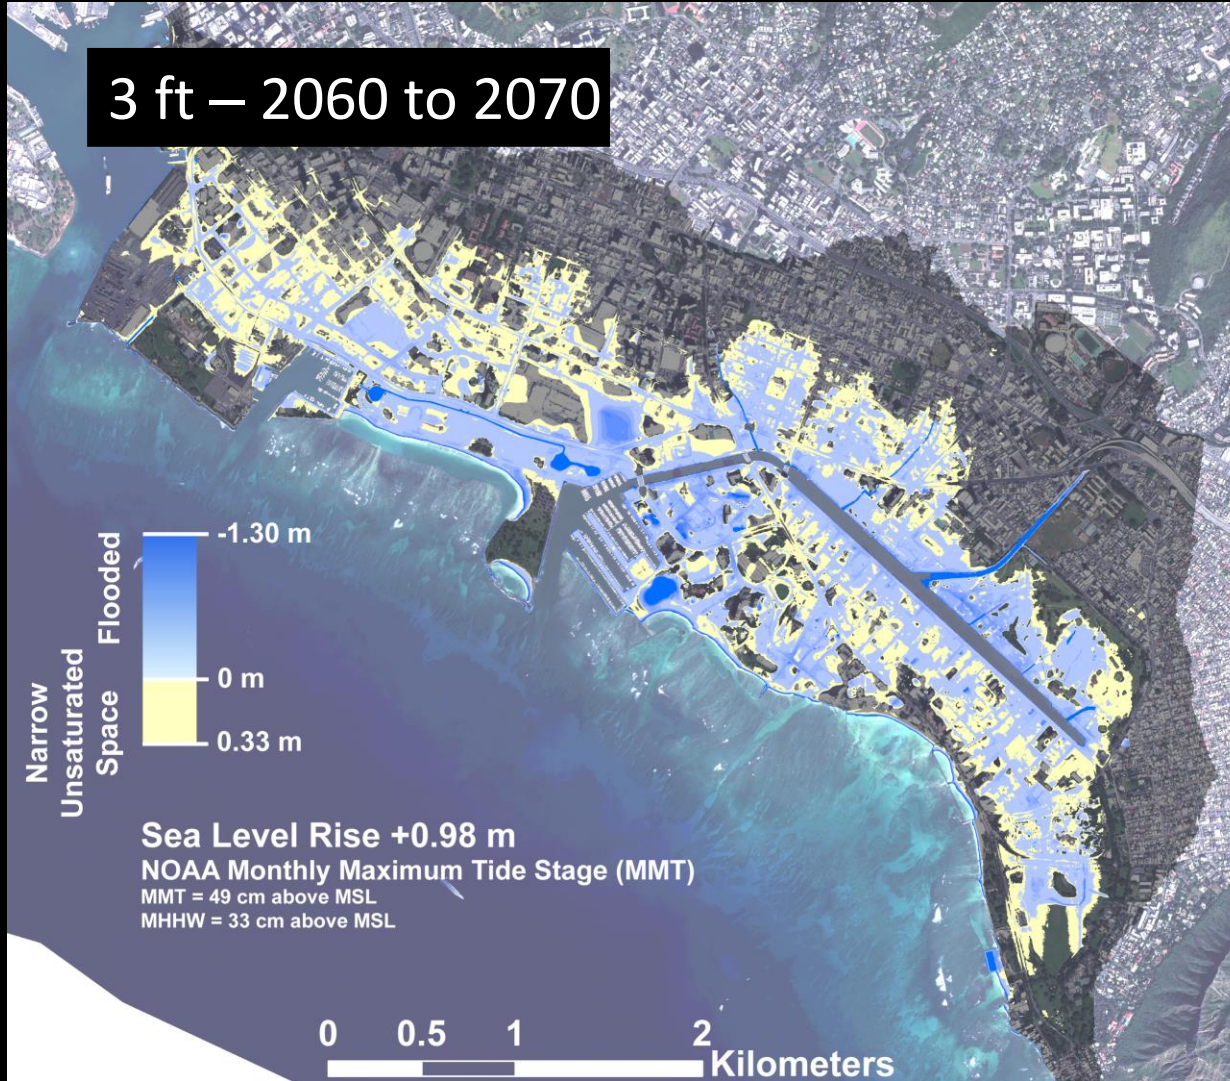 3 ft – 2060 to 2070
Flooded
Narrow
Unsaturated
Space
-1.30 m
0 m
0.33 m
Sea Level Rise +0.98 m
NOAA Monthly Maximum Tide Stage (MMT)
MMT = 49 cm above MSL
MHHW = 33 cm above MSL
0 0.5 1 2
Kilometers